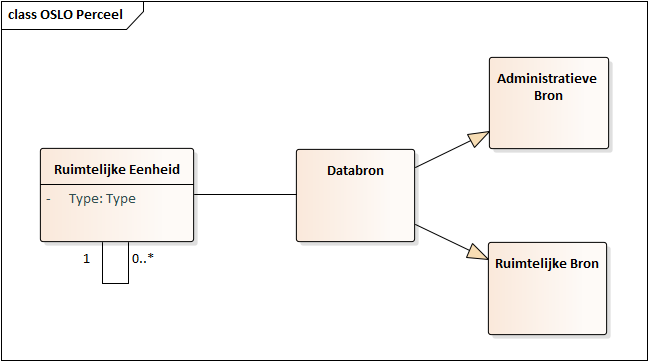 class OSLO Perceel
Administratieve
Bron
Ruimtelijke Eenheid
- Type: Type
Databron
1 0..*
Ruimtelijke Bron